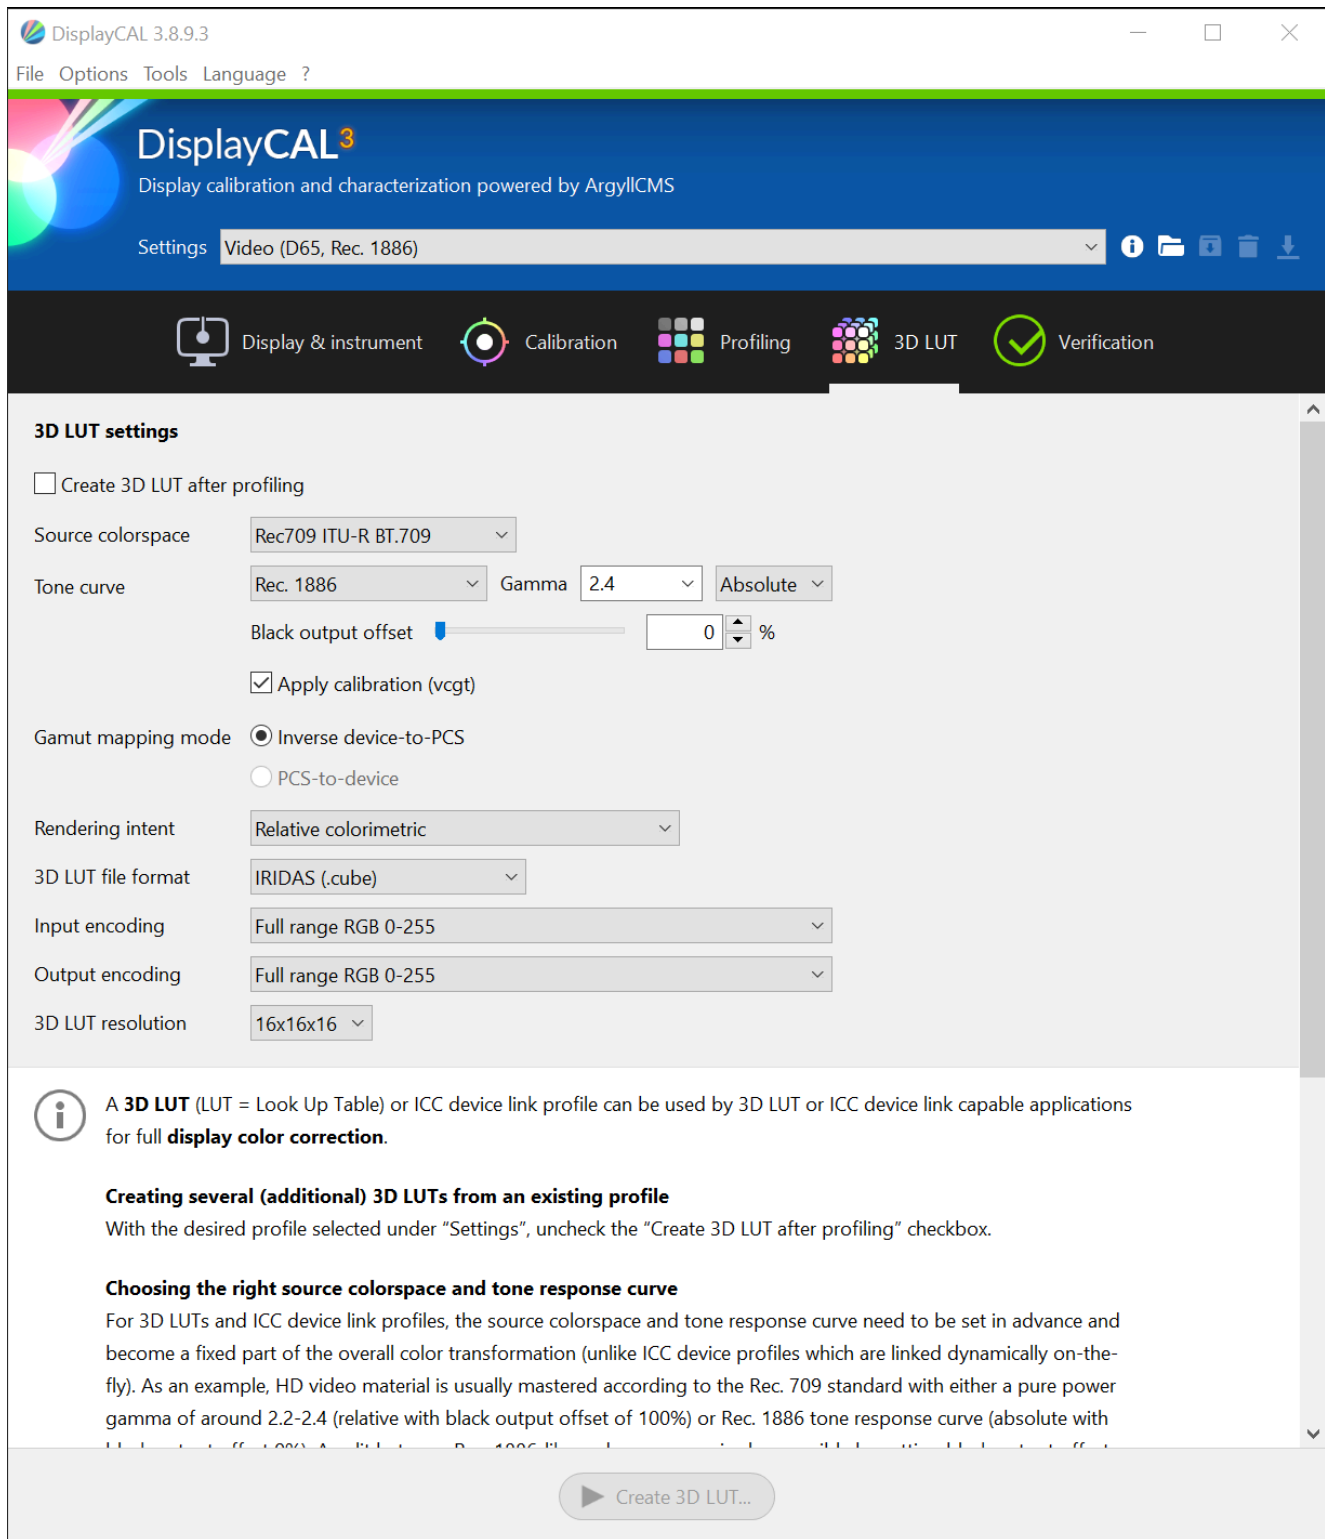 DisplayCAL 3.8.9.3
File Options Tools Language ?
DisplayCAL3
Display calibration and characterization powered by ArgyllCMS
Settings Video (D65, Rec. 1886)
Display & instrument Calibration Profiling 3D LUT Verification
3D LUT settings
Create 3D LUT after profiling
Source colorspace Rec709 ITU-R BT.709
Tone curve Rec. 1886 Gamma 2.4 Absolute
Black output offset 0 %
Apply calibration (vcgt)
Gamut mapping mode Inverse device-to-PCS
PCS-to-device
Rendering intent Relative colorimetric
3D LUT file format IRIDAS (.cube)
Input encoding Full range RGB 0-255
Output encoding Full range RGB 0-255
3D LUT resolution 16x16x16
A 3D LUT (LUT = Look Up Table) or ICC device link profile can be used by 3D LUT or ICC device link capable applications
for full display color correction.
Creating several (additional) 3D LUTs from an existing profile
With the desired profile selected under “Settings”, uncheck the “Create 3D LUT after profiling” checkbox.
Choosing the right source colorspace and tone response curve
For 3D LUTs and ICC device link profiles, the source colorspace and tone response curve need to be set in advance and
become a fixed part of the overall color transformation (unlike ICC device profiles which are linked dynamically on-the-
fly). As an example, HD video material is usually mastered according to the Rec. 709 standard with either a pure power
gamma of around 2.2-2.4 (relative with black output offset of 100%) or Rec. 1886 tone response curve (absolute with
Create 3D LUT...